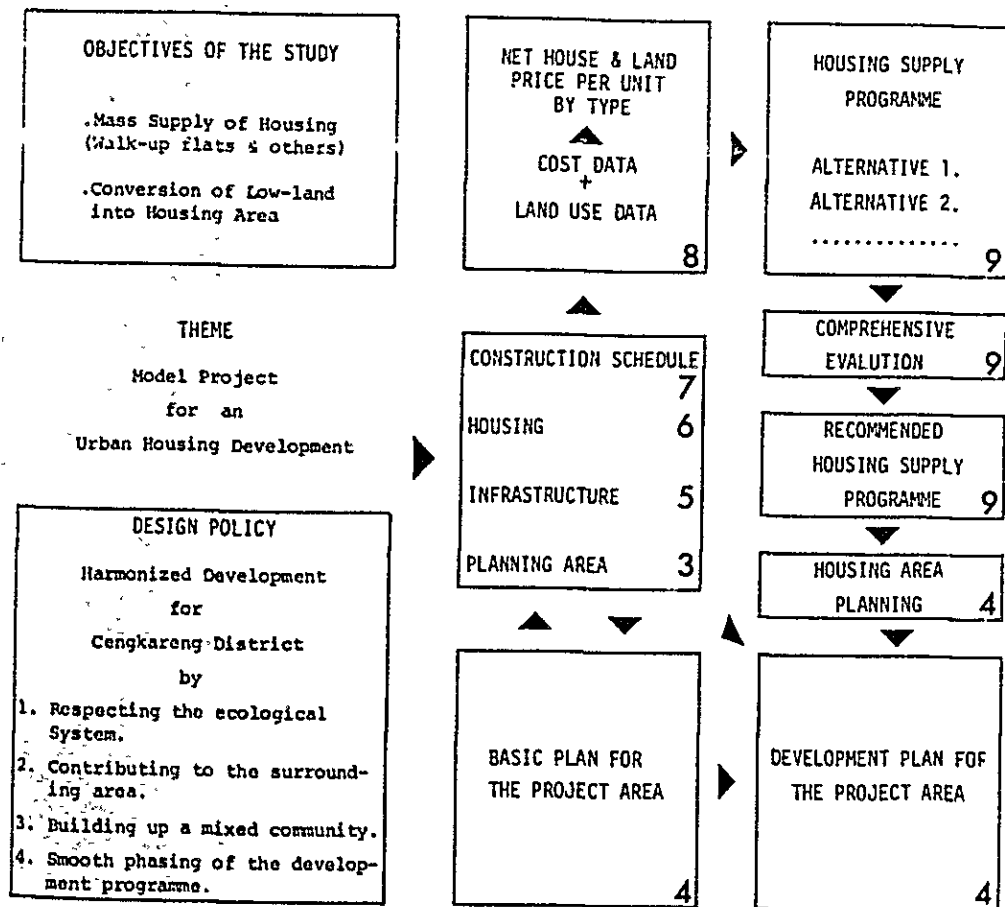 OBJECTIVES OF THE STUDY
.Mass Supply of Housing
(Walk-up flats & others)
.Conversion of Low-land
into Housing Area
THEME
Model Project
for an
Urban Housing Development
DESIGN POLICY
Harmonized Development
for
Cengkareng District
by
1. Respecting the ecological
System.
2. Contributing to the surround-
ing area.
3. Building up a mixed community.
4. Smooth phasing of the develop-
ment programme.
NET HOUSE & LAND
PRICE PER UNIT
BY TYPE
COST DATA
+
LAND USE DATA
8
CONSTRUCTION SCHEDULE
7
HOUSING 6
INFRASTRUCTURE 5
PLANNING AREA 3
BASIC PLAN FOR
THE PROJECT AREA
4
HOUSING SUPPLY
PROGRAMME
ALTERNATIVE 1.
ALTERNATIVE 2.
..............
9
COMPREHENSIVE
EVALUTION 9
RECOMMENDED
HOUSING SUPPLY
PROGRAMME 9
HOUSING AREA
PLANNING 4
DEVELOPMENT PLAN FOR
THE PROJECT AREA
4